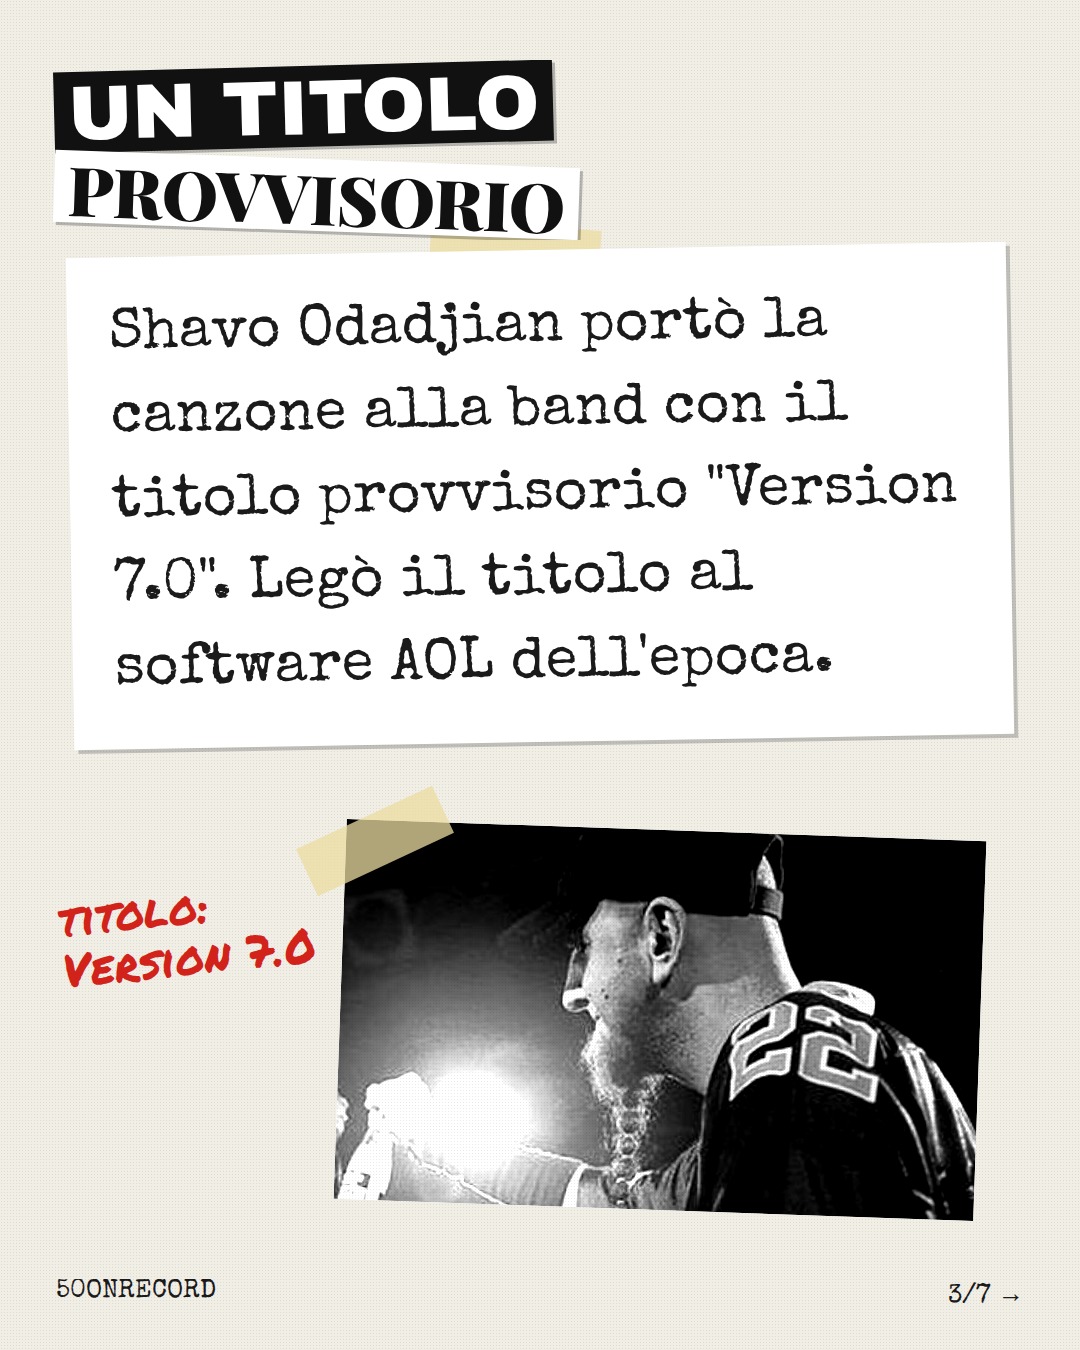 UN TITOLO
PROVVISORIO
Shavo Odadjian portò la
canzone alla band con il
titolo provvisorio "Version
7.0". Legò il titolo al
software AOL dell'epoca.
TITOLO:
VERSION 7.0
22
50ONRECORD
3/7 →